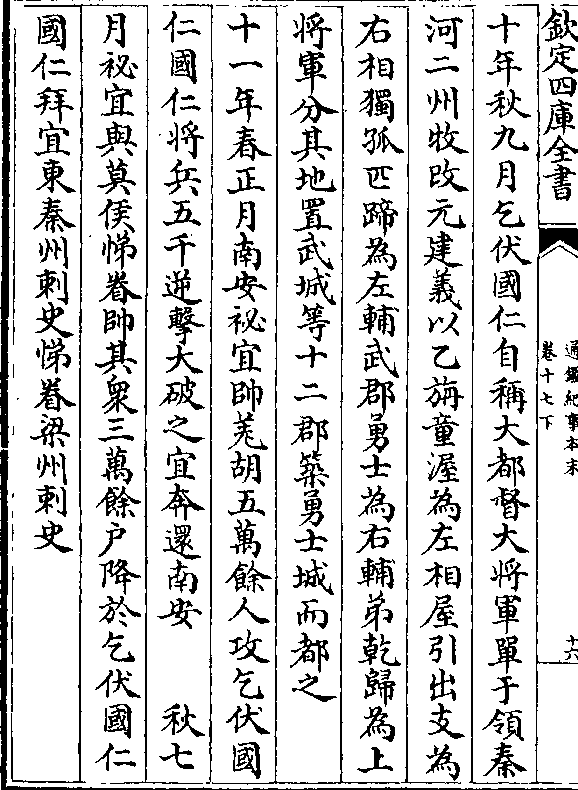 欽定四庫全書
通鑑紀事本末
卷十七下
十六
十年秋九月乞伏國仁自稱大都督大將軍單于領秦
河二州牧改元建義以乙旃童渥為左相屋引出支為
右相獨孤匹蹄為左輔武郡勇士為右輔弟乾歸為上
將軍分其地置武城等十二郡築勇士城而都之
十一年春正月南安祕宜帥羌胡五萬餘人攻乞伏國
仁國仁將兵五千逆擊大破之宜奔還南安 秋七
月祕宜與莫侯悌眷帥其衆三萬餘户降於乞伏國仁
國仁拜宜東秦州刺史悌眷梁州刺史